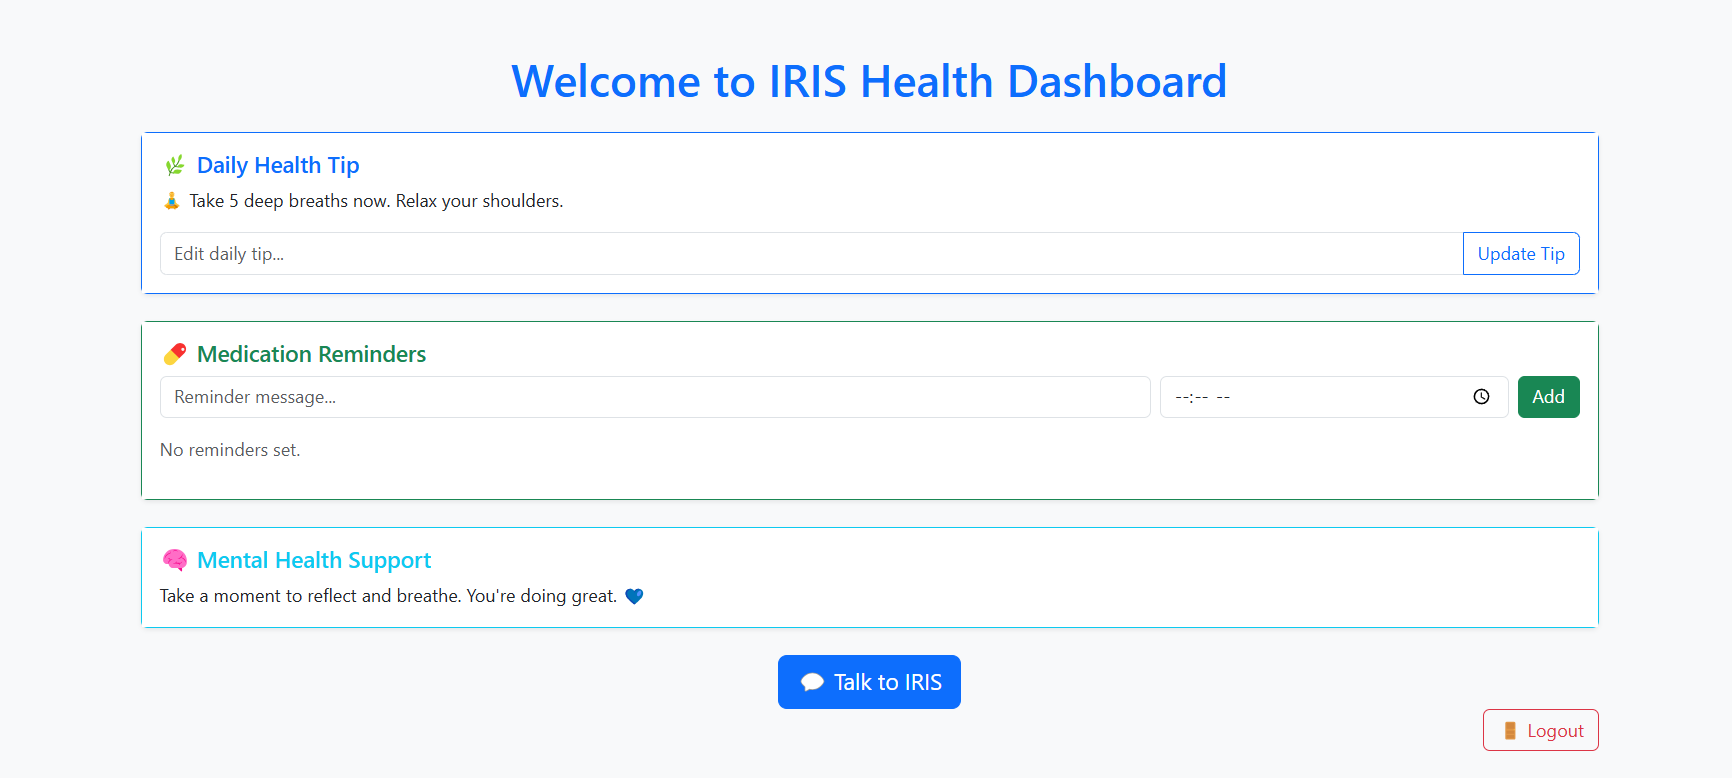 Welcome to IRIS Health Dashboard
🌿 Daily Health Tip
🧘 Take 5 deep breaths now. Relax your shoulders.
Edit daily tip...
Update Tip
💊 Medication Reminders
Reminder message...
--:-- --
Add
No reminders set.
🧠 Mental Health Support
Take a moment to reflect and breathe. You're doing great. 💙
💬 Talk to IRIS
🚪 Logout